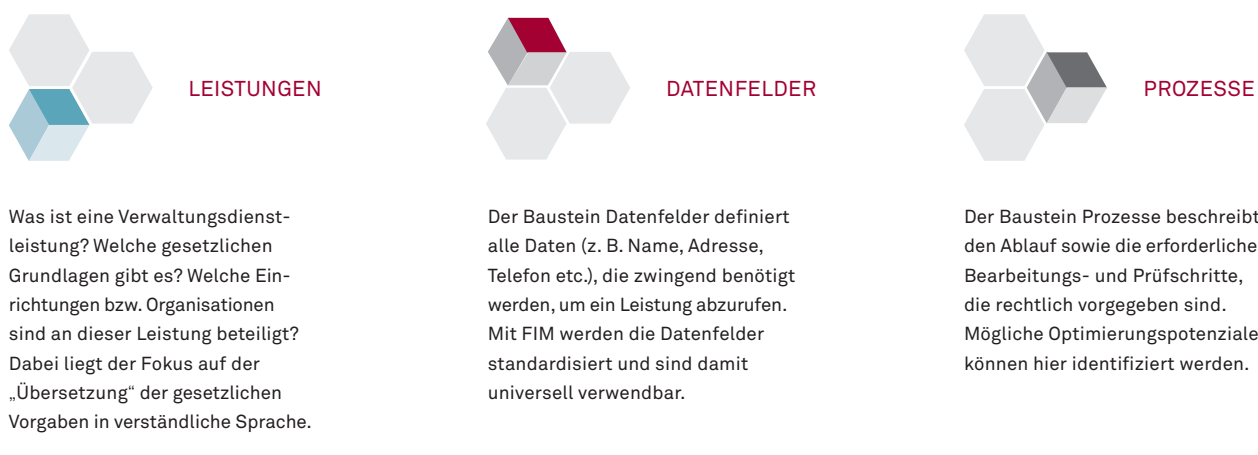 LEISTUNGEN
Was ist eine Verwaltungsdienst-
leistung? Welche gesetzlichen
Grundlagen gibt es? Welche Ein-
richtungen bzw. Organisationen
sind an dieser Leistung beteiligt?
Dabei liegt der Fokus auf der
„Übersetzung“ der gesetzlichen
Vorgaben in verständliche Sprache.
DATENFELDER
Der Baustein Datenfelder definiert
alle Daten (z. B. Name, Adresse,
Telefon etc.), die zwingend benötigt
werden, um ein Leistung abzurufen.
Mit FIM werden die Datenfelder
standardisiert und sind damit
universell verwendbar.
PROZESSE
Der Baustein Prozesse beschreibt
den Ablauf sowie die erforderliche
Bearbeitungs- und Prüfschritte,
die rechtlich vorgegeben sind.
Mögliche Optimierungspotenziale
können hier identifiziert werden.